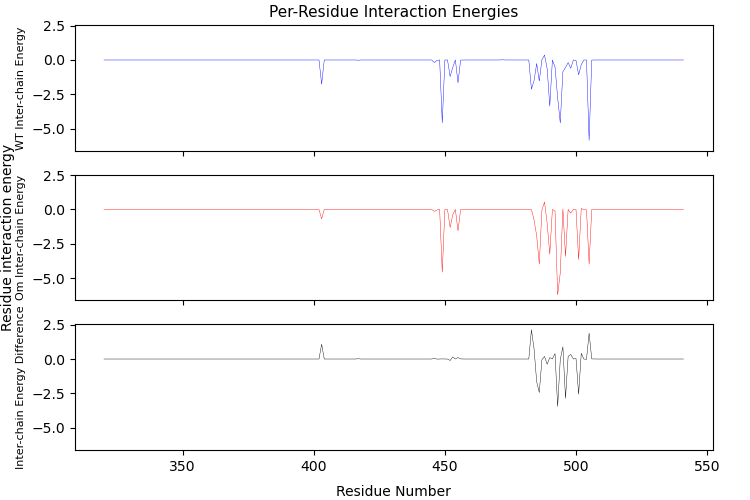 Per-Residue Interaction Energies
Residue interaction energy
WT Inter-chain Energy
2.5
0.0
−2.5
−5.0
Om Inter-chain Energy
2.5
0.0
−2.5
−5.0
Inter-chain Energy Difference
2.5
0.0
−2.5
−5.0
350 400 450 500 550
Residue Number